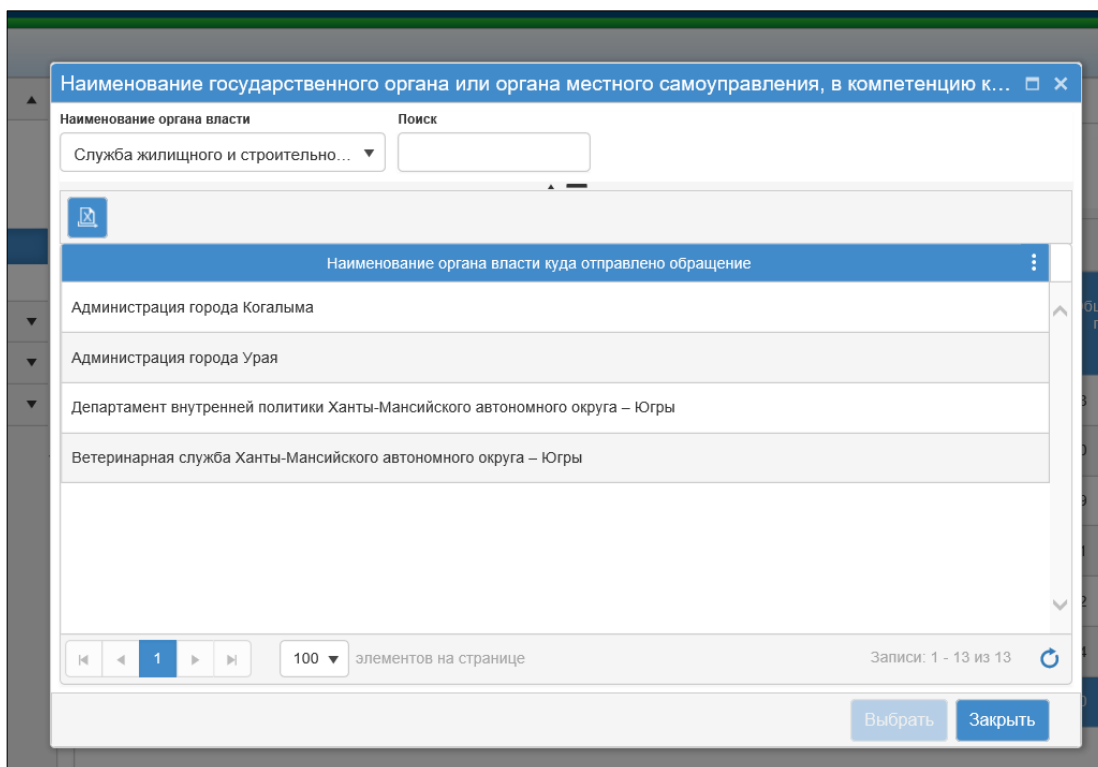 Наименование государственного органа или органа местного самоуправления, в компетенцию к...
Наименование органа власти Поиск
Служба жилищного и строительно...
Наименование органа власти куда отправлено обращение
Администрация города Когалыма
Администрация города Урая
Департамент внутренней политики Ханты-Мансийского автономного округа – Югры
Ветеринарная служба Ханты-Мансийского автономного округа – Югры
1 100 элементов на странице Записи: 1 - 13 из 13
Выбрать Закрыть